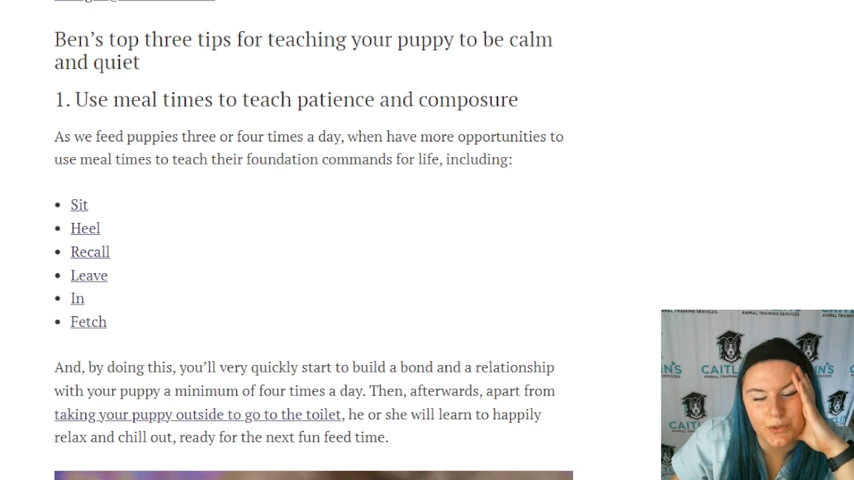 Ben’s top three tips for teaching your puppy to be calm
and quiet
1. Use meal times to teach patience and composure
As we feed puppies three or four times a day, when have more opportunities to
use meal times to teach their foundation commands for life, including:
• Sit
• Heel
• Recall
• Leave
• In
• Fetch
And, by doing this, you’ll very quickly start to build a bond and a relationship
with your puppy a minimum of four times a day. Then, afterwards, apart from
taking your puppy outside to go to the toilet, he or she will learn to happily
relax and chill out, ready for the next fun feed time.